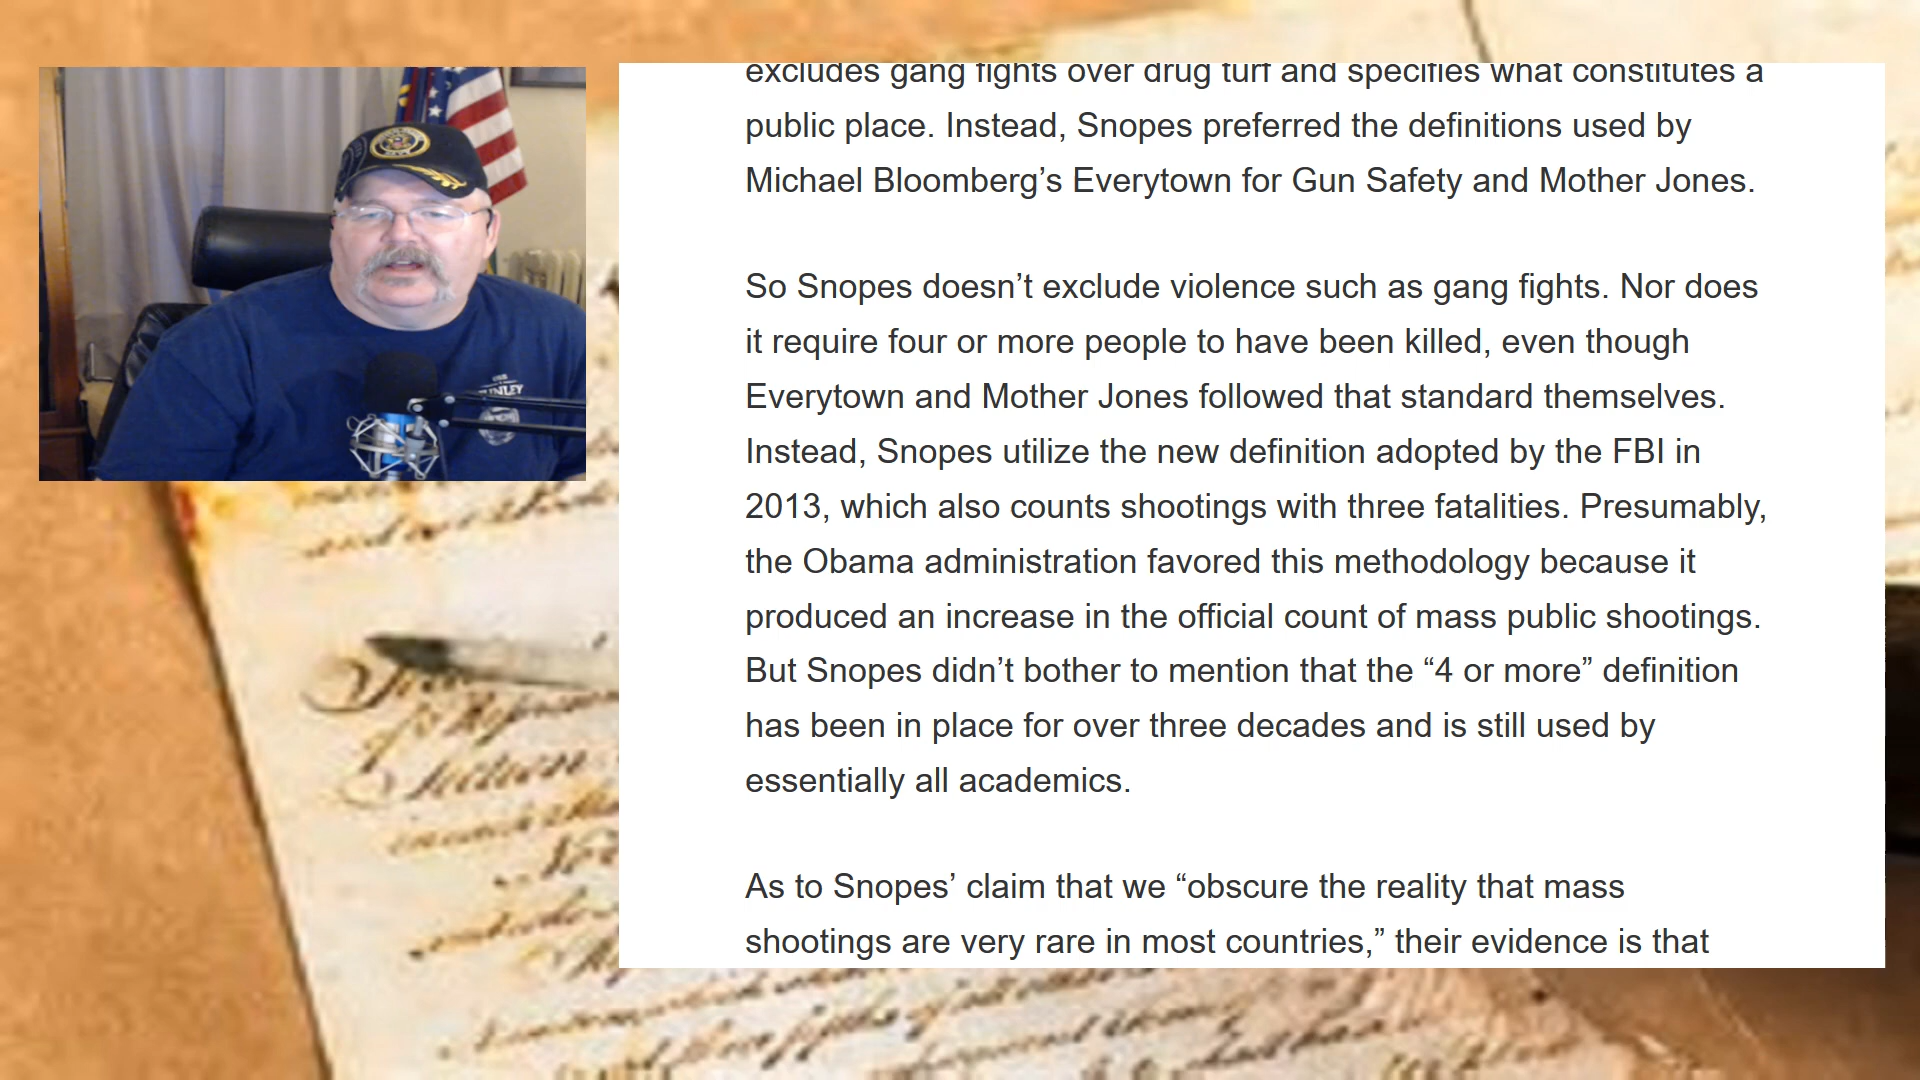 excludes gang fights over drug turf and specifies what constitutes a
public place. Instead, Snopes preferred the definitions used by
Michael Bloomberg’s Everytown for Gun Safety and Mother Jones.
So Snopes doesn’t exclude violence such as gang fights. Nor does
it require four or more people to have been killed, even though
Everytown and Mother Jones followed that standard themselves.
Instead, Snopes utilize the new definition adopted by the FBI in
2013, which also counts shootings with three fatalities. Presumably,
the Obama administration favored this methodology because it
produced an increase in the official count of mass public shootings.
But Snopes didn’t bother to mention that the “4 or more” definition
has been in place for over three decades and is still used by
essentially all academics.
As to Snopes’ claim that we “obscure the reality that mass
shootings are very rare in most countries,” their evidence is that